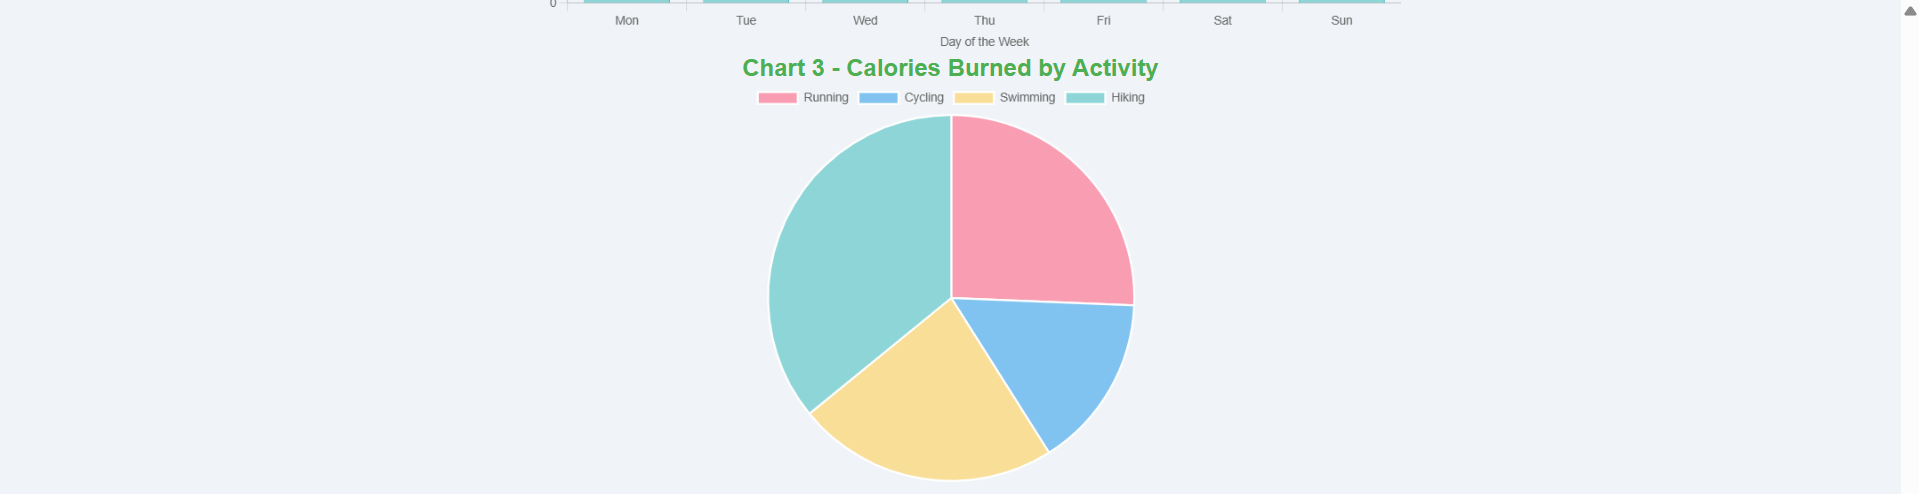 0
Mon Tue Wed Thu Fri Sat Sun
Day of the Week
Chart 3 - Calories Burned by Activity
Running Cycling Swimming Hiking